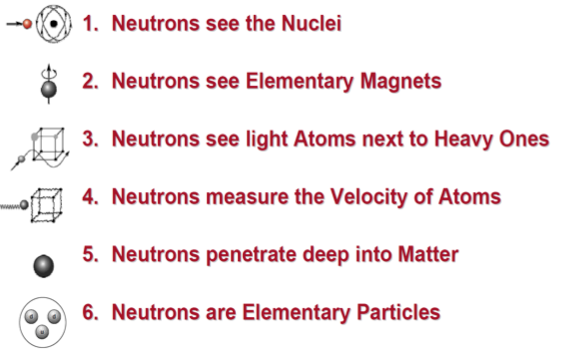 1. Neutrons see the Nuclei
2. Neutrons see Elementary Magnets
3. Neutrons see light Atoms next to Heavy Ones
4. Neutrons measure the Velocity of Atoms
5. Neutrons penetrate deep into Matter
6. Neutrons are Elementary Particles